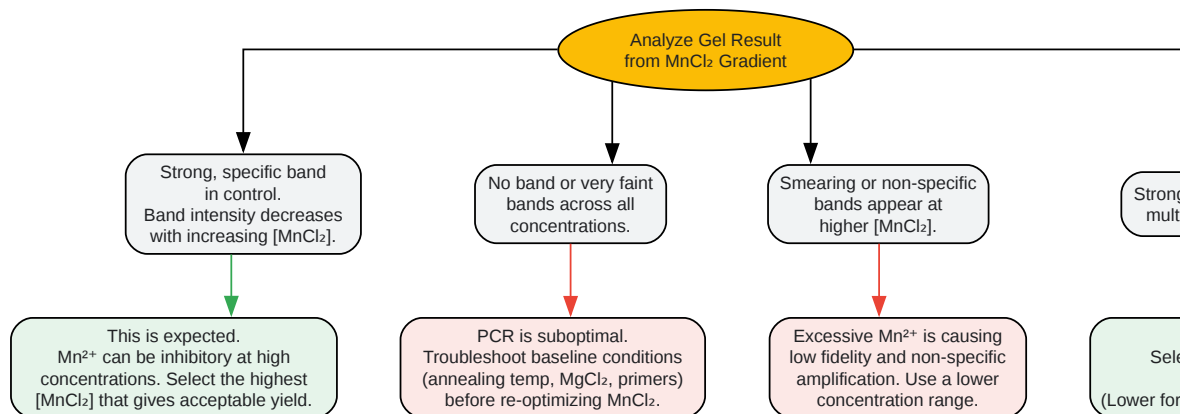 Analyze Gel Result
from MnCl₂ Gradient
Strong, specific band
in control.
Band intensity decreases
with increasing [MnCl₂].
No band or very faint
bands across all
concentrations.
Smearing or non-specific
bands appear at
higher [MnCl₂].
Strong
This is expected.
Mn²⁺ can be inhibitory at high
concentrations. Select the highest
[MnCl₂] that gives acceptable yield.
PCR is suboptimal.
Troubleshoot baseline conditions
(annealing temp, MgCl₂, primers)
before re-optimizing MnCl₂.
Excessive Mn²⁺ is causing
low fidelity and non-specific
amplification. Use a lower
concentration range.
(Lower for